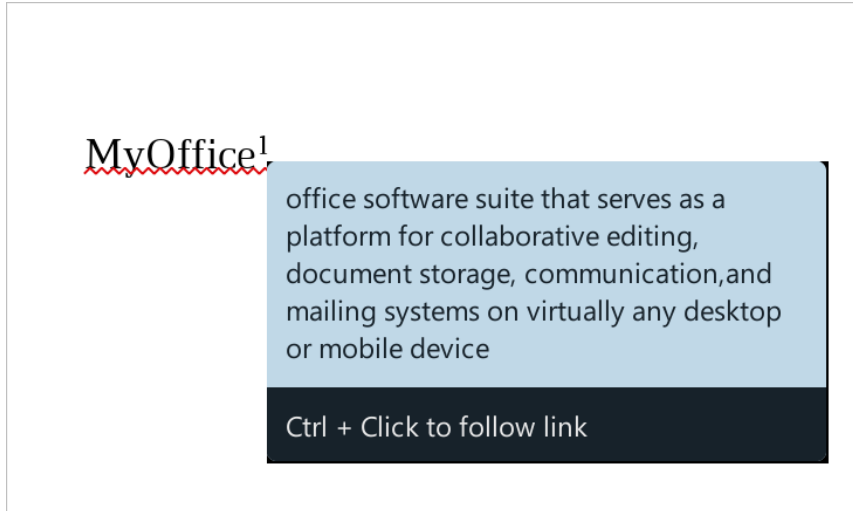 MyOffice¹
office software suite that serves as a
platform for collaborative editing,
document storage, communication,and
mailing systems on virtually any desktop
or mobile device
Ctrl + Click to follow link